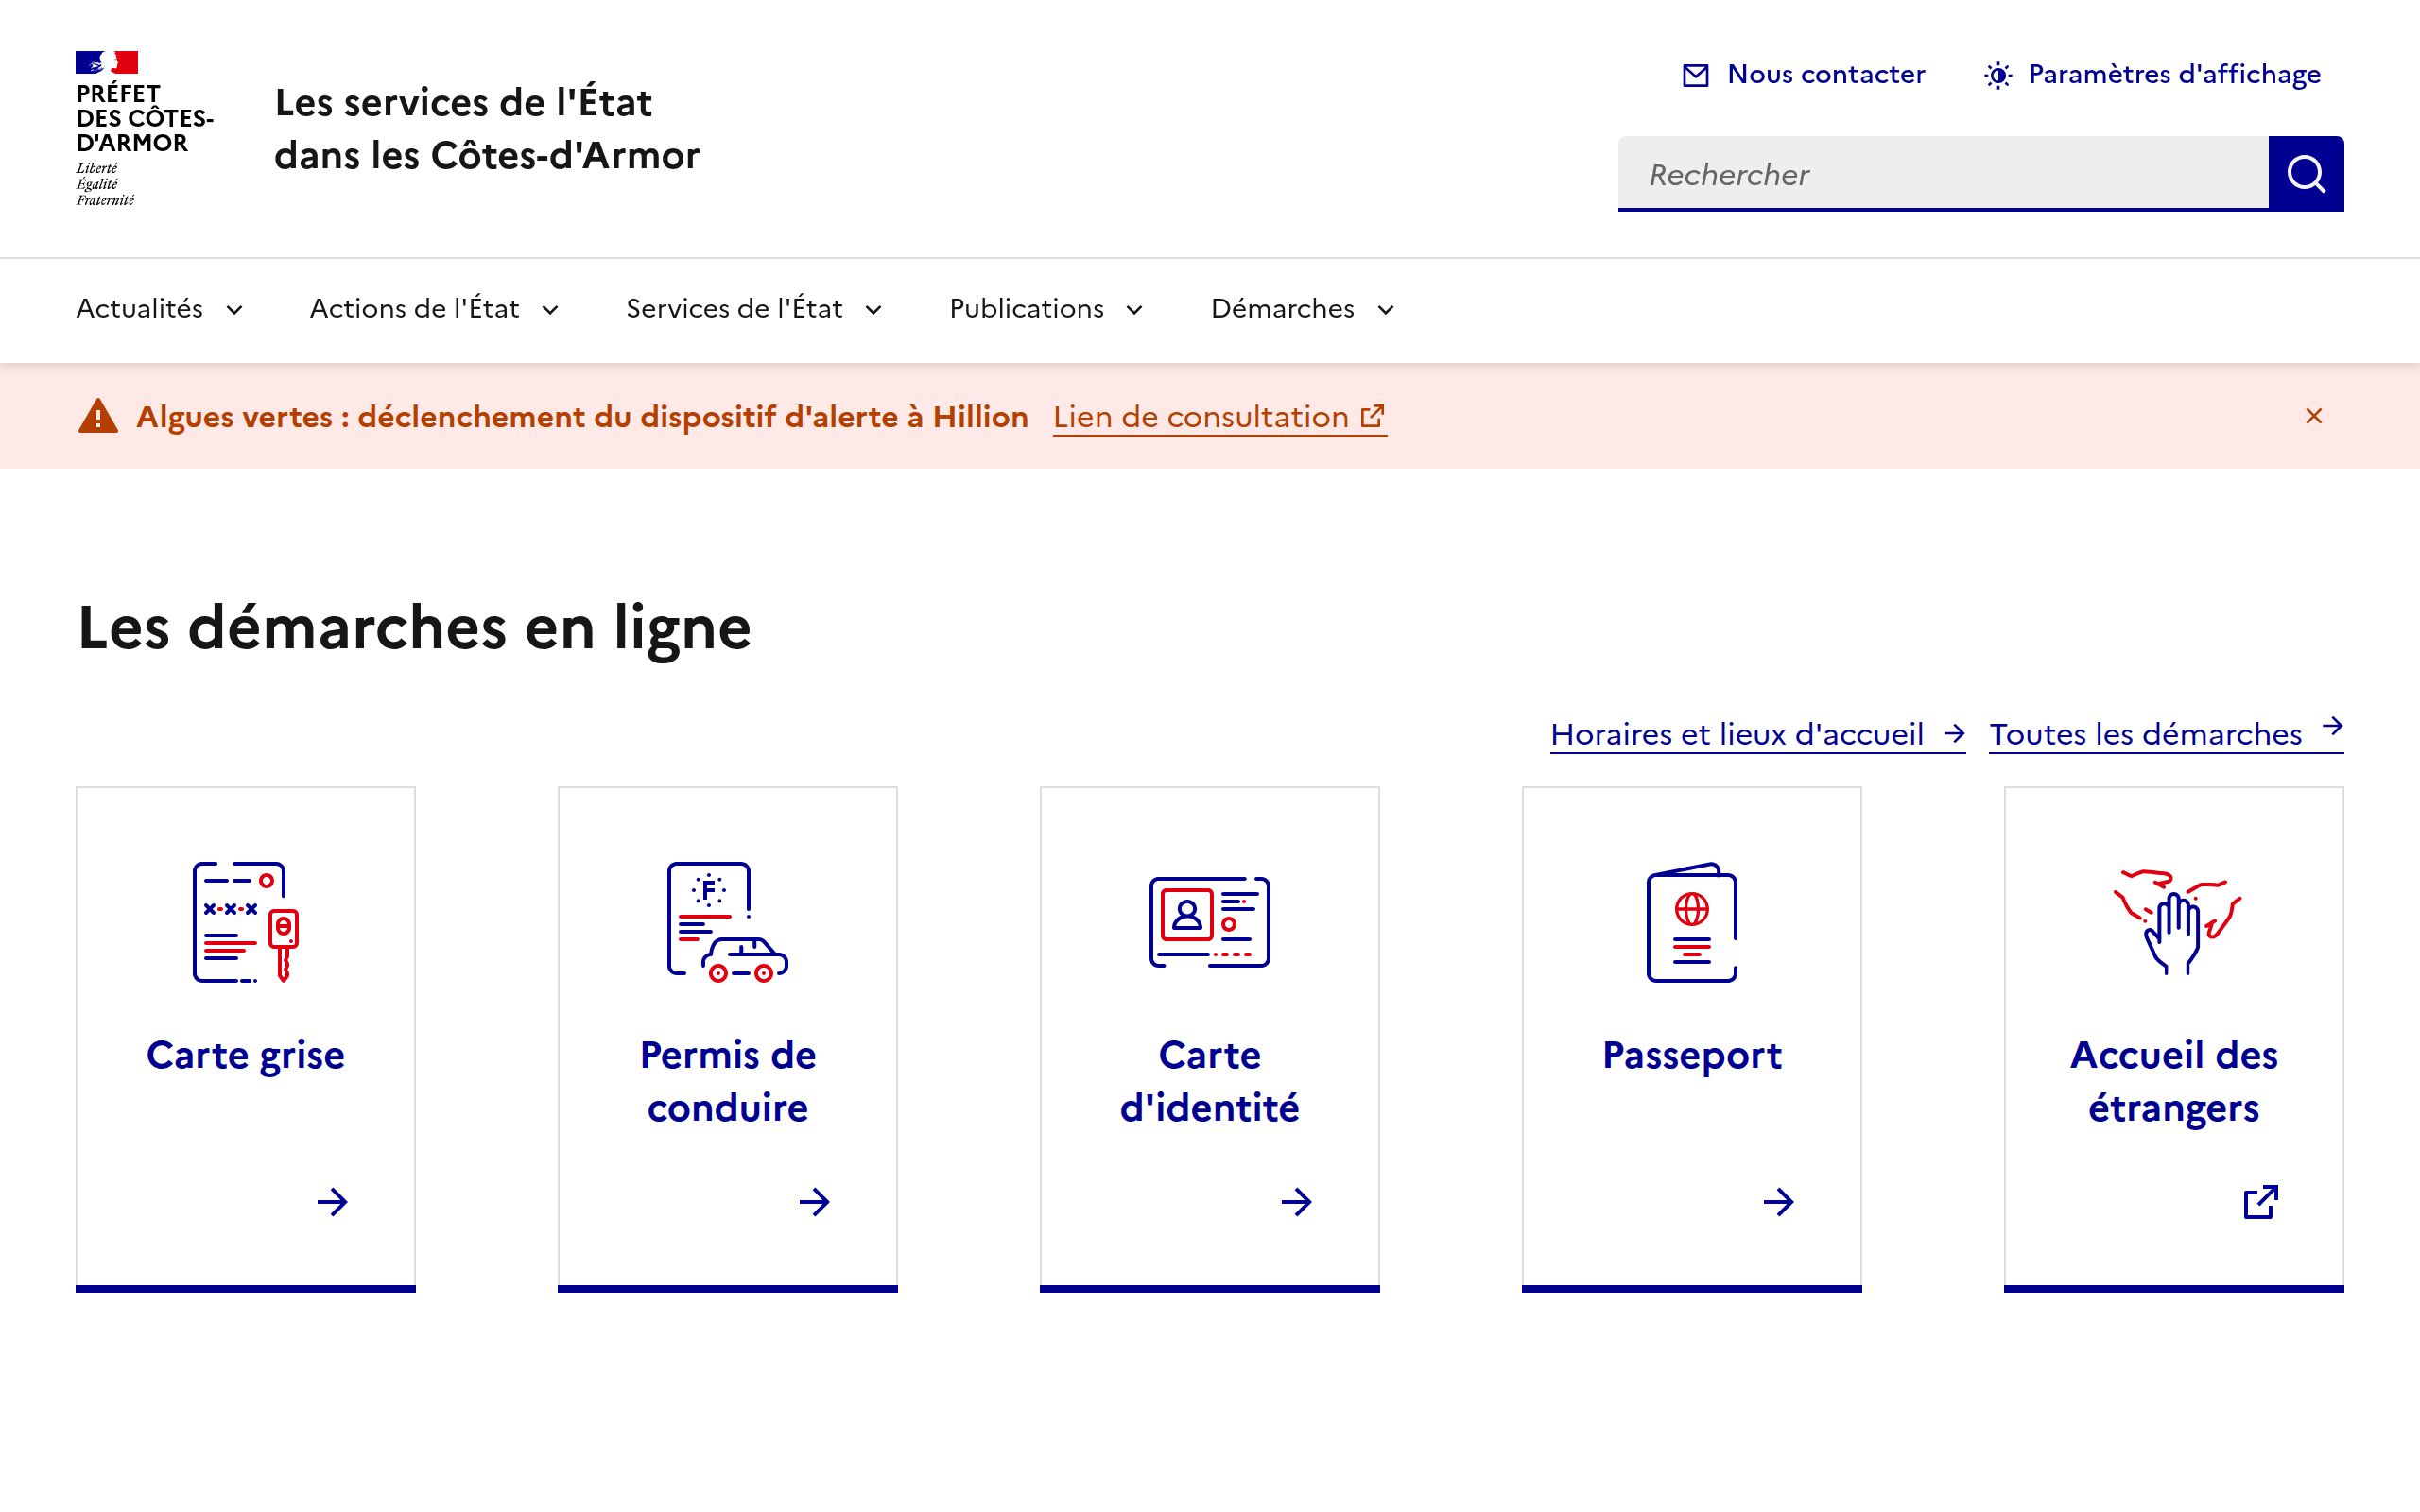 PRÉFET
DES CÔTES-
D'ARMOR
Liberté
Égalité
Fraternité
Les services de l'État
dans les Côtes-d'Armor
Nous contacter
Paramètres d'affichage
Rechercher
Actualités
Actions de l'État
Services de l'État
Publications
Démarches
Algues vertes : déclenchement du dispositif d'alerte à Hillion Lien de consultation
Les démarches en ligne
Horaires et lieux d'accueil
Toutes les démarches
Carte grise
F
Permis de
conduire
Carte
d'identité
Passeport
Accueil des
étrangers